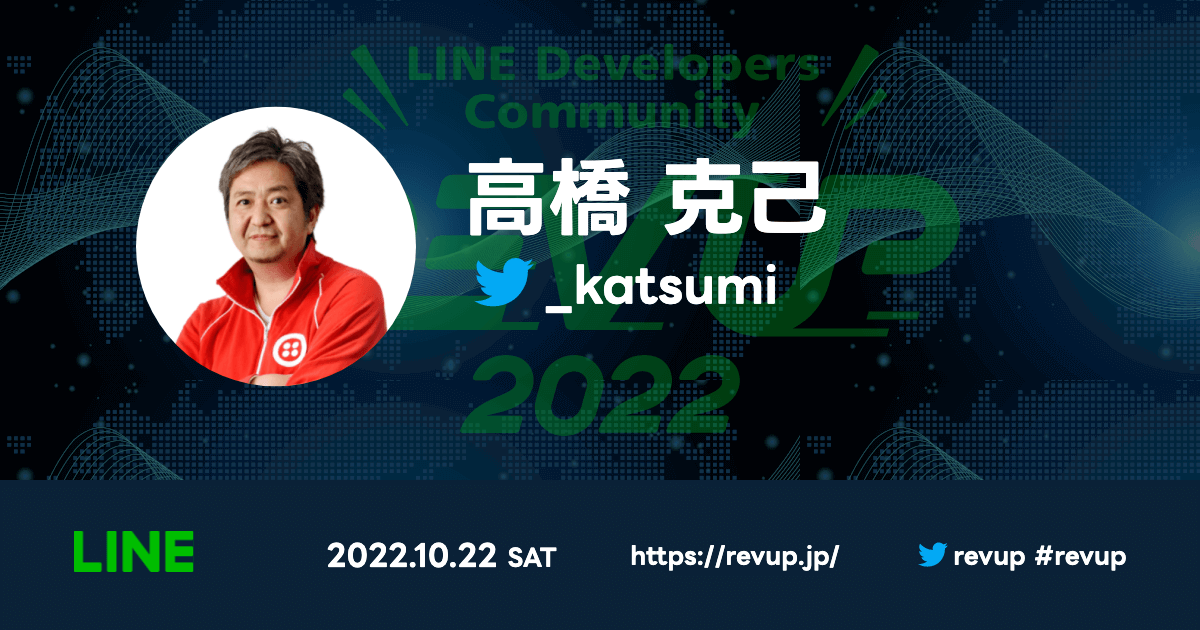 LINE Developers
Community
REVUP
2022
高橋 克己
_katsumi
LINE
2022.10.22 SAT
https://revup.jp/
revup #revup